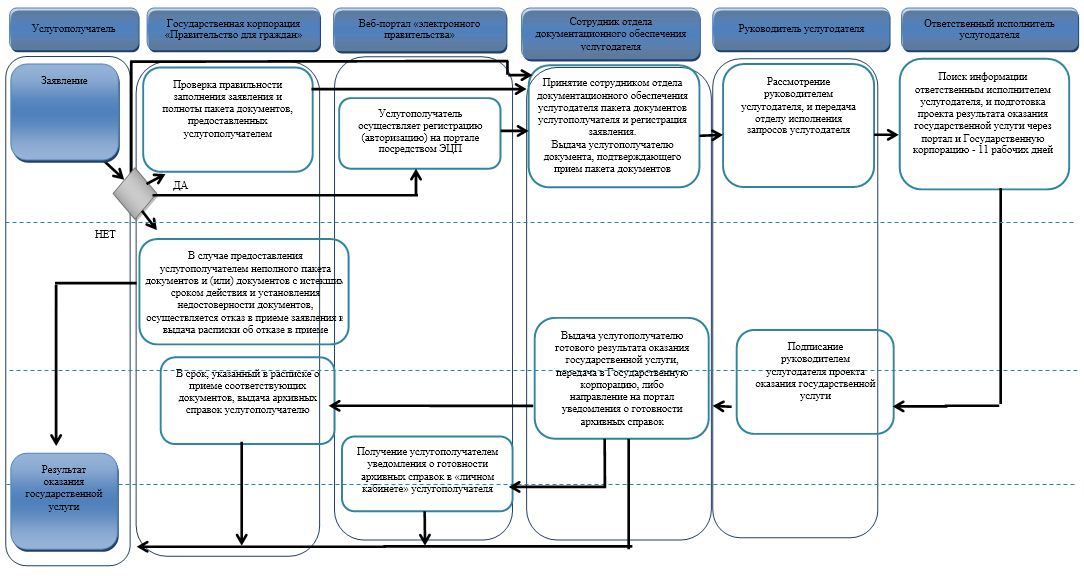 Услугополучатель
Государственная корпорация
«Правительство для граждан»
Веб-портал «электронного
правительства»
Сотрудник отдела
документационного обеспечения
услугодателя
Руководитель услугодателя
Ответственный исполнитель
услугодателя
Заявление
Проверка правильности
заполнения заявления и
полноты пакета документов,
предоставленных
услугополучателем
Услугополучатель
осуществляет регистрацию
(авторизацию) на портале
посредством ЭЦП
Принятие сотрудником отдела
документационного обеспечения
услугодателя пакета документов
услугополучателя и регистрация
заявления.
Выдача услугополучателю
документа, подтверждающего
прием пакета документов
Рассмотрение
руководителем
услугодателя, и передача
отделу исполнения
запросов услугодателя
Поиск информации
ответственным исполнителем
услугодателя, и подготовка
проекта результата оказания
государственной услуги через
портал и Государственную
корпорацию - 11 рабочих дней
ДА
НЕТ
В случае предоставления
услугополучателем неполного пакета
документов и (или) документов с истекшим
сроком действия и установления
недостоверности документов,
осуществляется отказ в приеме заявления и
выдача расписки об отказе в приеме
В срок, указанный в расписке о
приеме соответствующих
документов, выдача архивных
справок услугополучателю
Получение услугополучателем
уведомления о готовности
архивных справок в «личном
кабинете» услугополучателя
Выдача услугополучателю
готового результата оказания
государственной услуги,
передача в Государственную
корпорацию, либо
направление на портал
уведомления о готовности
архивных справок
Подписание
руководителем
услугодателя проекта
оказания государственной
услуги
Результат
оказания
государственной
услуги